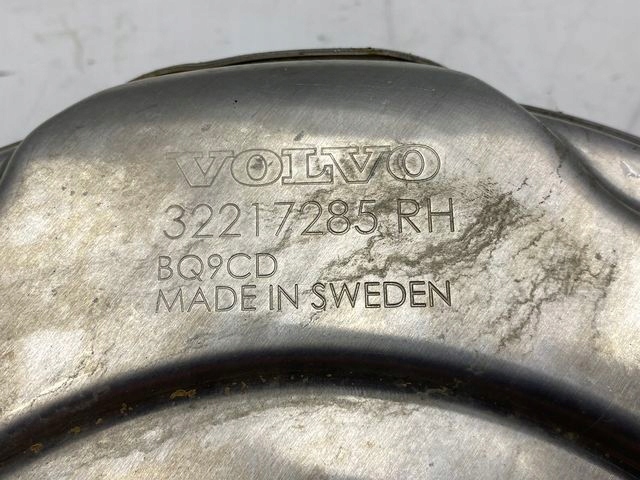 VOLVO
32217285 RH
BQ9CD
MADE IN SWEDEN